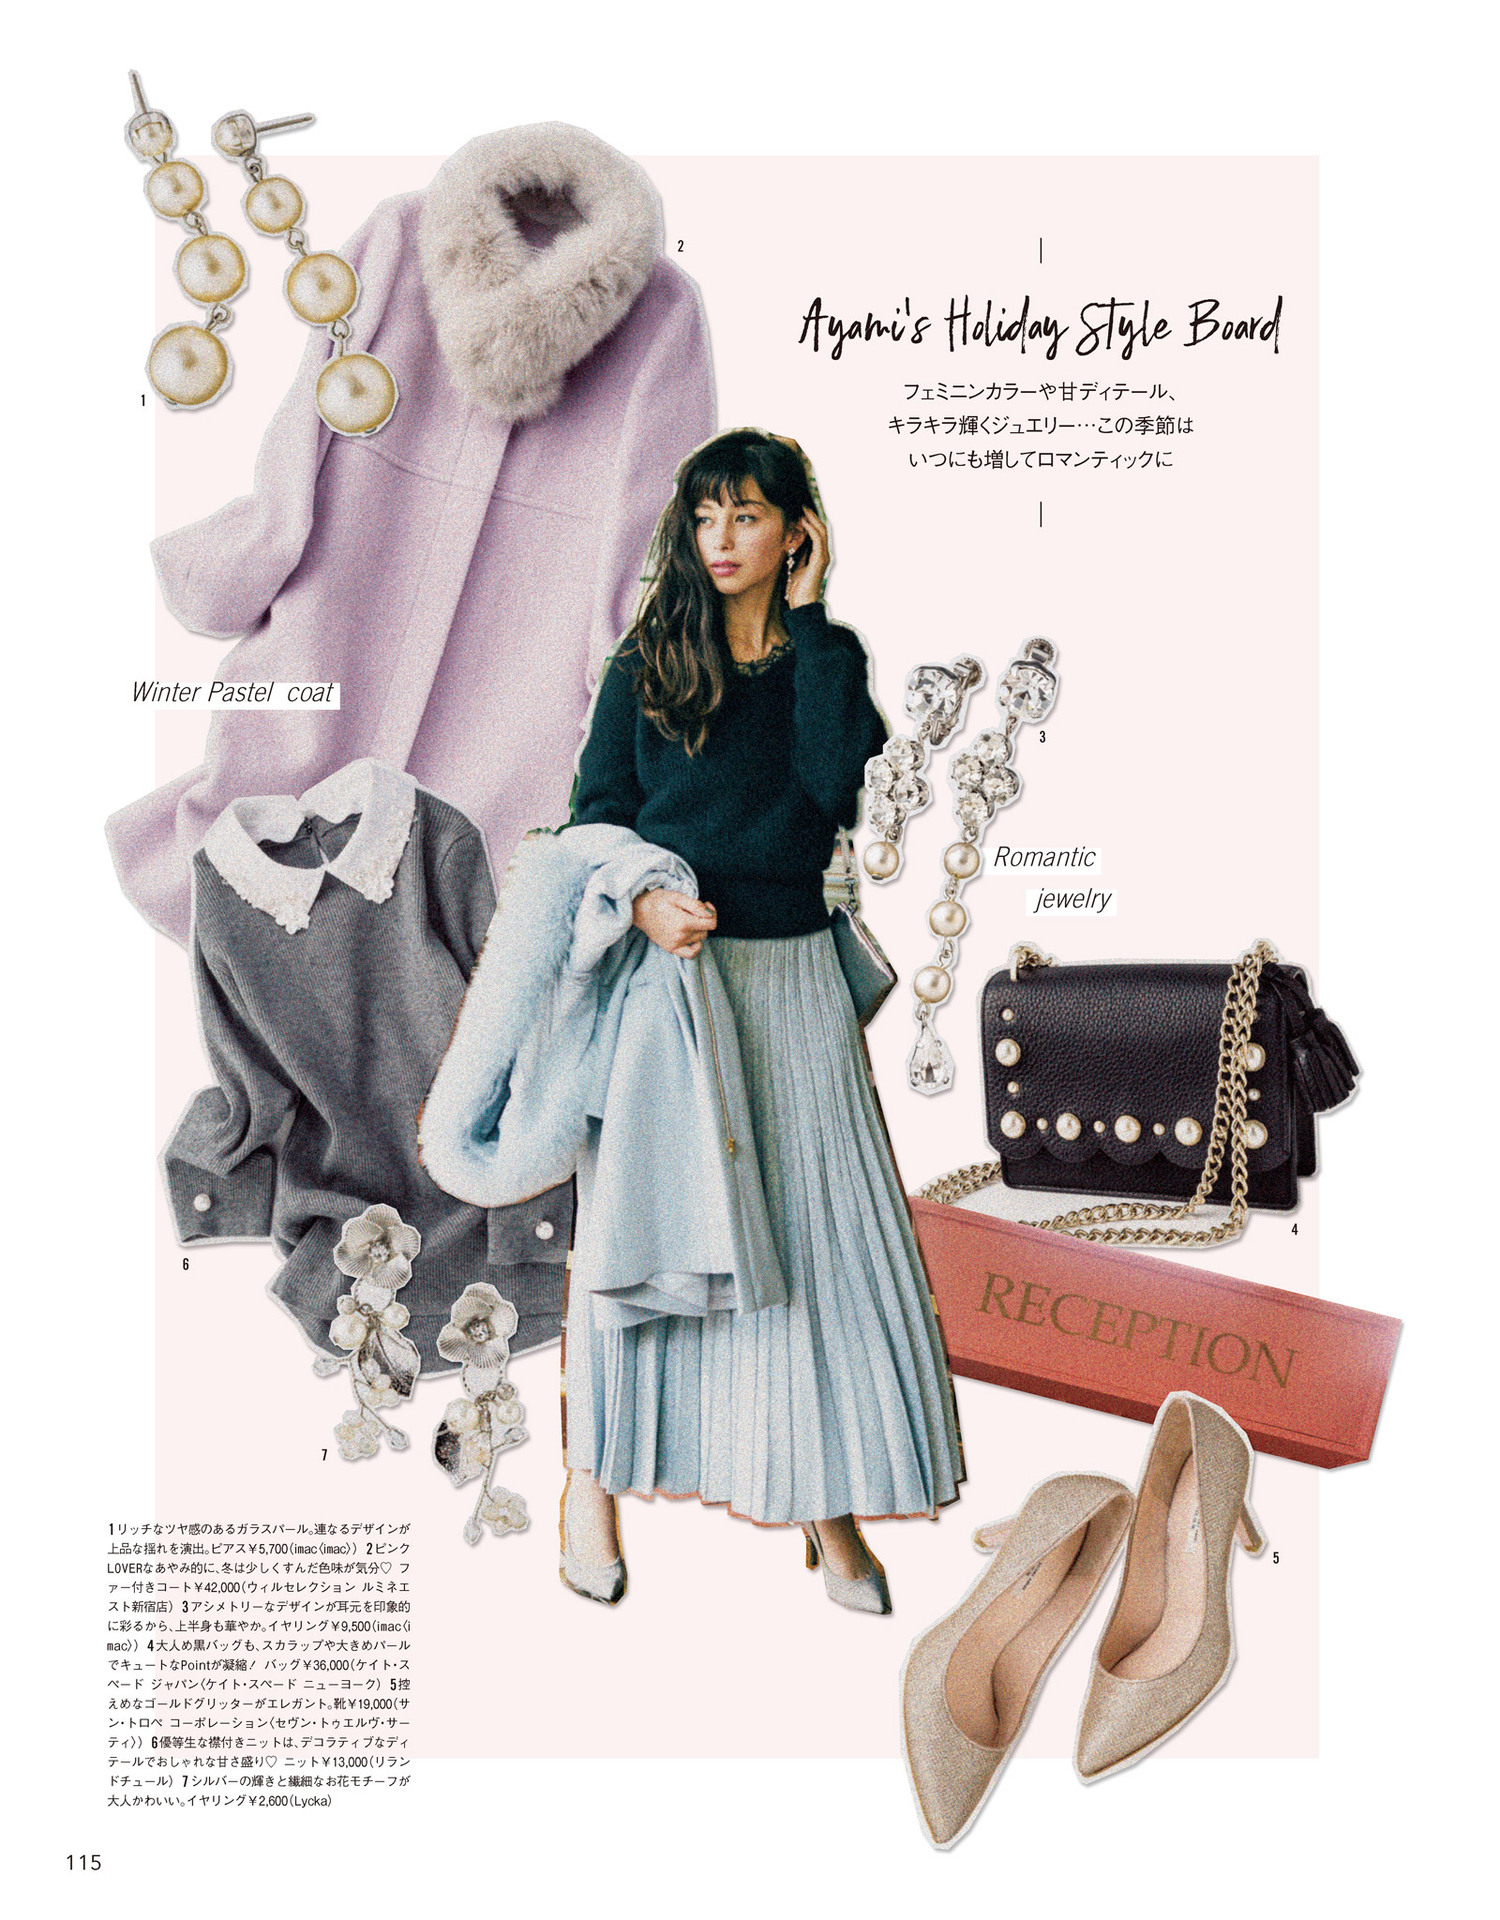 1
2
Ayami's Holiday Style Board
フェミニンカラーや甘ディテール、
キラキラ輝くジュエリー…この季節は
いつにも増してロマンティックに
Winter Pastel coat
3
Romantic
jewelry
4
RECEPTION
6
7
5
1リッチなツヤ感のあるガラスパール。連なるデザインが
上品な揺れを演出。ピアス¥5,700(imac〈imac〉) 2ピンク
LOVERなあやみ的に、冬は少しくすんだ色味が気分♡ フ
ァー付きコート¥42,000(ウィルセレクション ルミネエ
スト新宿店) 3アシメトリーなデザインが耳元を印象的
に彩るから、上半身も華やか。イヤリング¥9,500(imac〈i
mac〉) 4大人め黒バッグも、スカラップや大きめパール
でキュートなPointが凝縮! バッグ¥36,000(ケイト・ス
ペード ジャパン〈ケイト・スペード ニューヨーク〉 5控
えめなゴールドグリッターがエレガント。靴¥19,000(サ
ン・トロペ コーポレーション〈セヴン・トゥエルヴ・サー
ティ〉) 6優等生な襟付きニットは、デコラティブなディ
テールでおしゃれな甘さ盛り♡ ニット¥13,000(リラン
ドチュール) 7シルバーの輝きと繊細なお花モチーフが
大人かわいい。イヤリング¥2,600(Lycka)
115